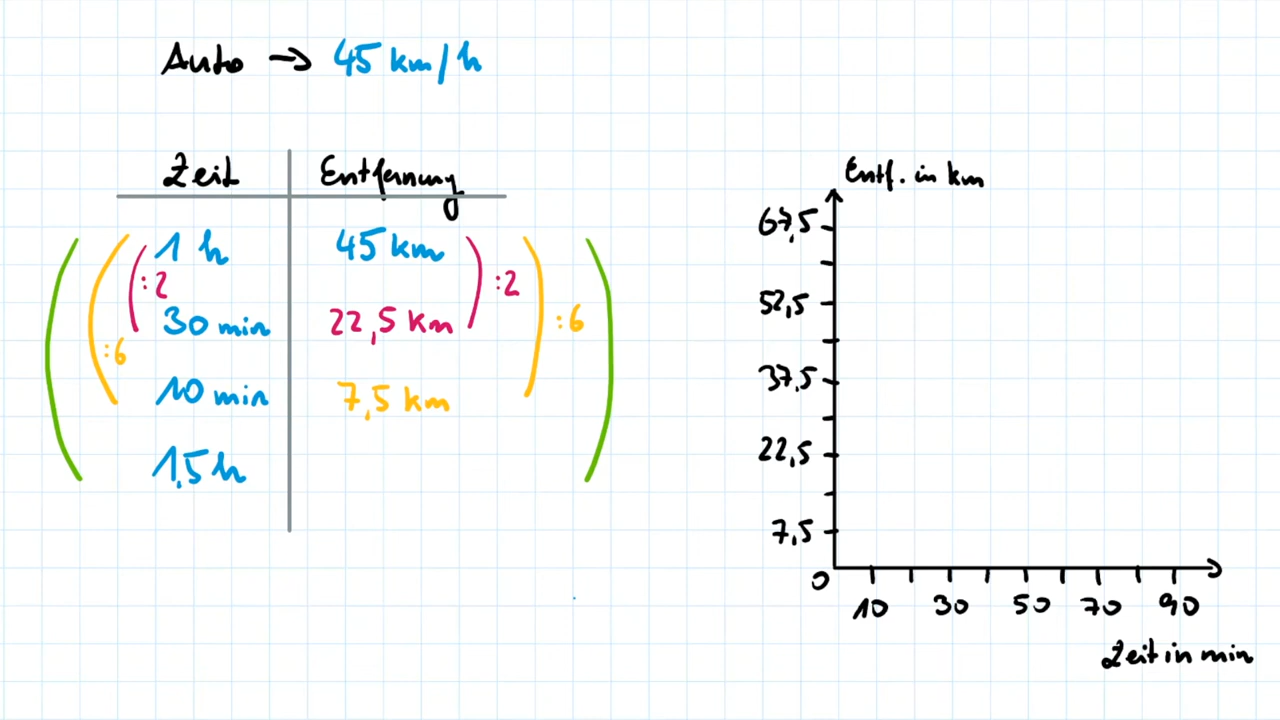 Auto → 45 km/h
Zeit Entfernung
1 h 45 km
:2 :2
30 min 22,5 km
:6 :6
10 min 7,5 km
1,5 h
Entf. in km
67,5
52,5
37,5
22,5
7,5
0
10 30 50 70 90
Zeit in min